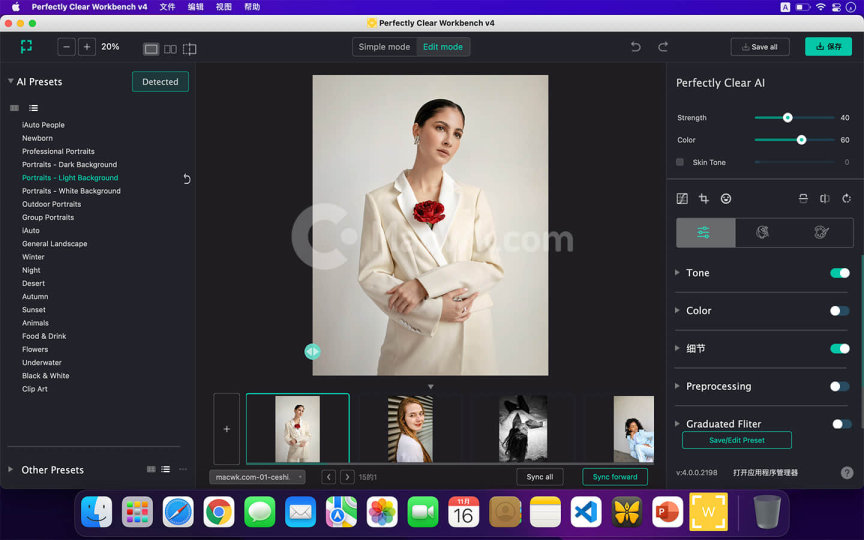 Perfectly Clear Workbench v4 文件 编辑 视图 帮助 A
Perfectly Clear Workbench v4
20%
Simple mode Edit mode
Save all
保存
AI Presets
Detected
iAuto People
Newborn
Professional Portraits
Portraits - Dark Background
Portraits - Light Background
Portraits - White Background
Outdoor Portraits
Group Portraits
iAuto
General Landscape
Winter
Night
Desert
Autumn
Sunset
Animals
Food & Drink
Flowers
Underwater
Black & White
Clip Art
Other Presets
Macwk.com
macwk.com-01-ceshi.
15的1
Sync all
Sync forward
Perfectly Clear AI
Strength 40
Color 60
Skin Tone 0
Tone
Color
细节
Preprocessing
Graduated Fliter
Save/Edit Preset
v:4.0.0.2198 打开应用程序管理器
?
11月
16
P
W